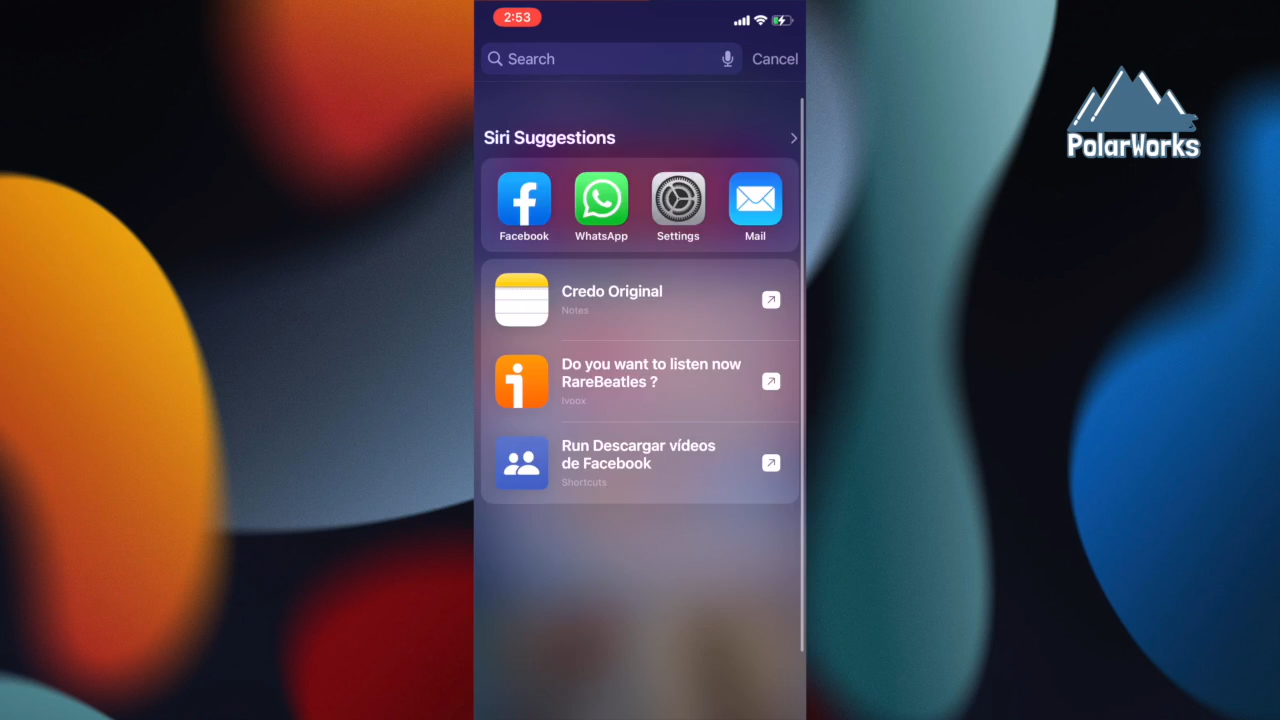 2:53
Search
Cancel
PolarWorks
Siri Suggestions
Facebook
WhatsApp
Settings
Mail
Credo Original
Notes
Do you want to listen now
RareBeatles ?
Ivoox
Run Descargar vídeos
de Facebook
Shortcuts